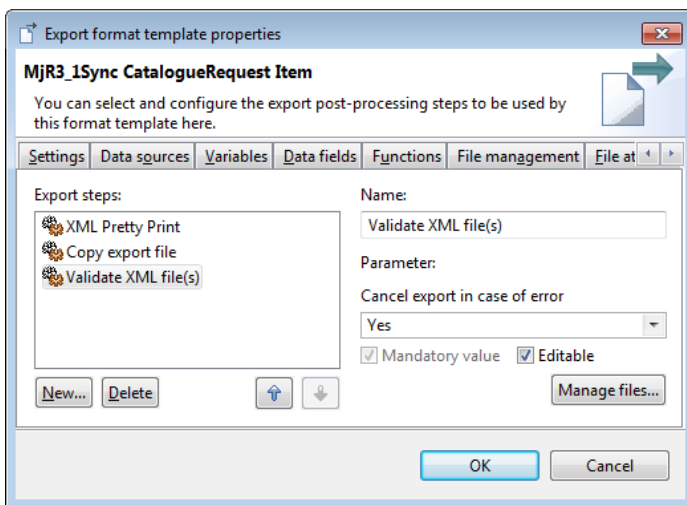 Export format template properties
MjR3_1Sync CatalogueRequest Item
You can select and configure the export post-processing steps to be used by
this format template here.
Settings Data sources Variables Data fields Functions File management File at
Export steps:
XML Pretty Print
Copy export file
Validate XML file(s)
New... Delete
Name:
Validate XML file(s)
Parameter:
Cancel export in case of error
Yes
Mandatory value Editable
Manage files...
OK Cancel